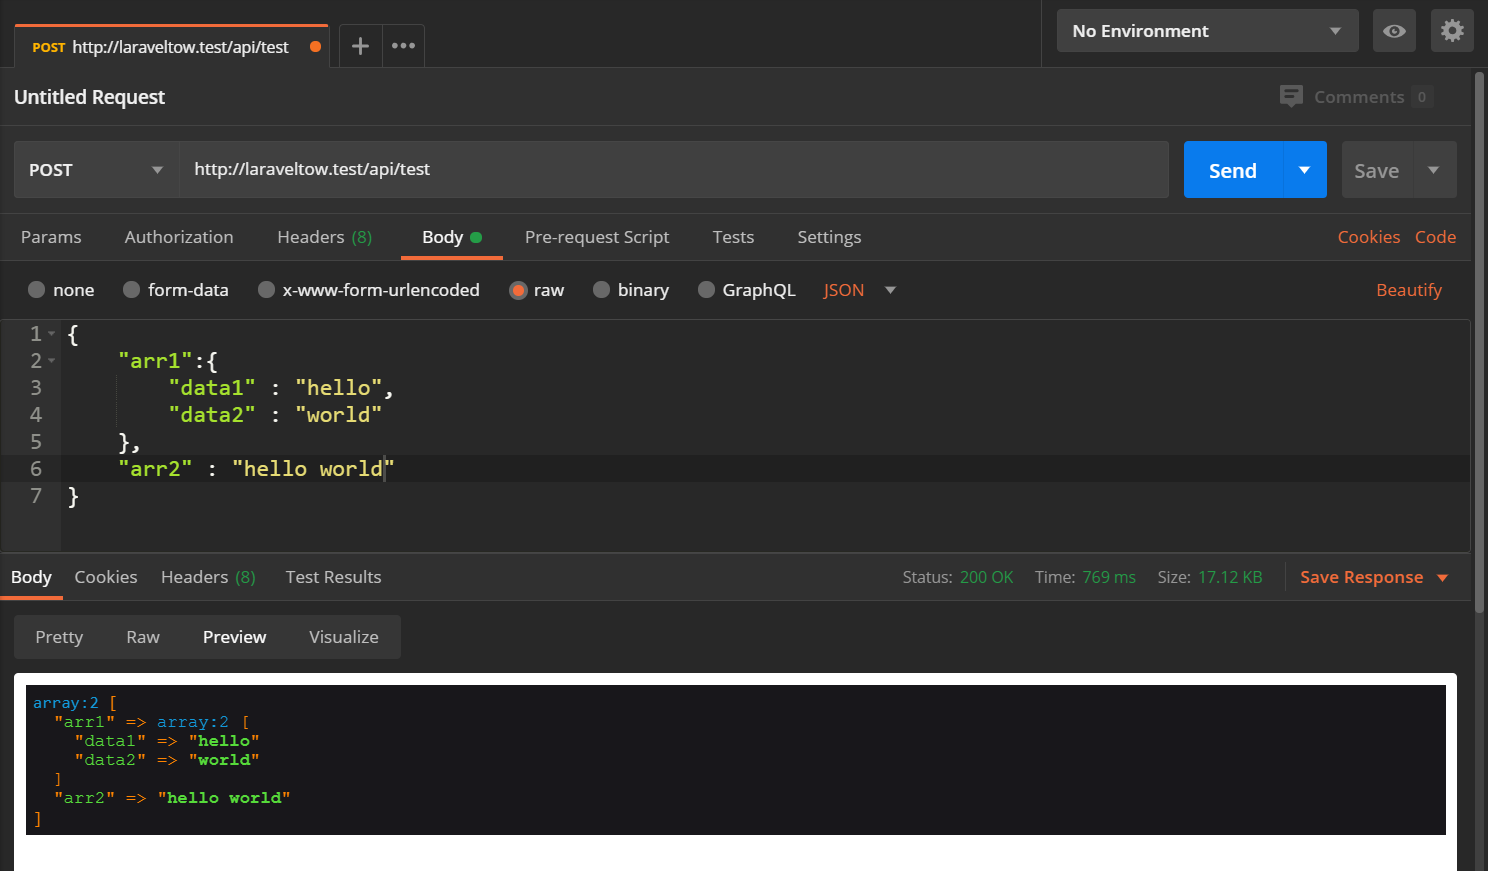 POST http://laraveltow.test/api/test
No Environment
Untitled Request
Comments 0
POST http://laraveltow.test/api/test Send Save
Params Authorization Headers (8) Body Pre-request Script Tests Settings Cookies Code
none form-data x-www-form-urlencoded raw binary GraphQL JSON Beautify
1 {
2 "arr1":{
3 "data1" : "hello",
4 "data2" : "world"
5 },
6 "arr2" : "hello world"
7 }
Body Cookies Headers (8) Test Results Status: 200 OK Time: 769 ms Size: 17.12 KB Save Response
Pretty Raw Preview Visualize
array:2 [
"arr1" => array:2 [
"data1" => "hello"
"data2" => "world"
]
"arr2" => "hello world"
]